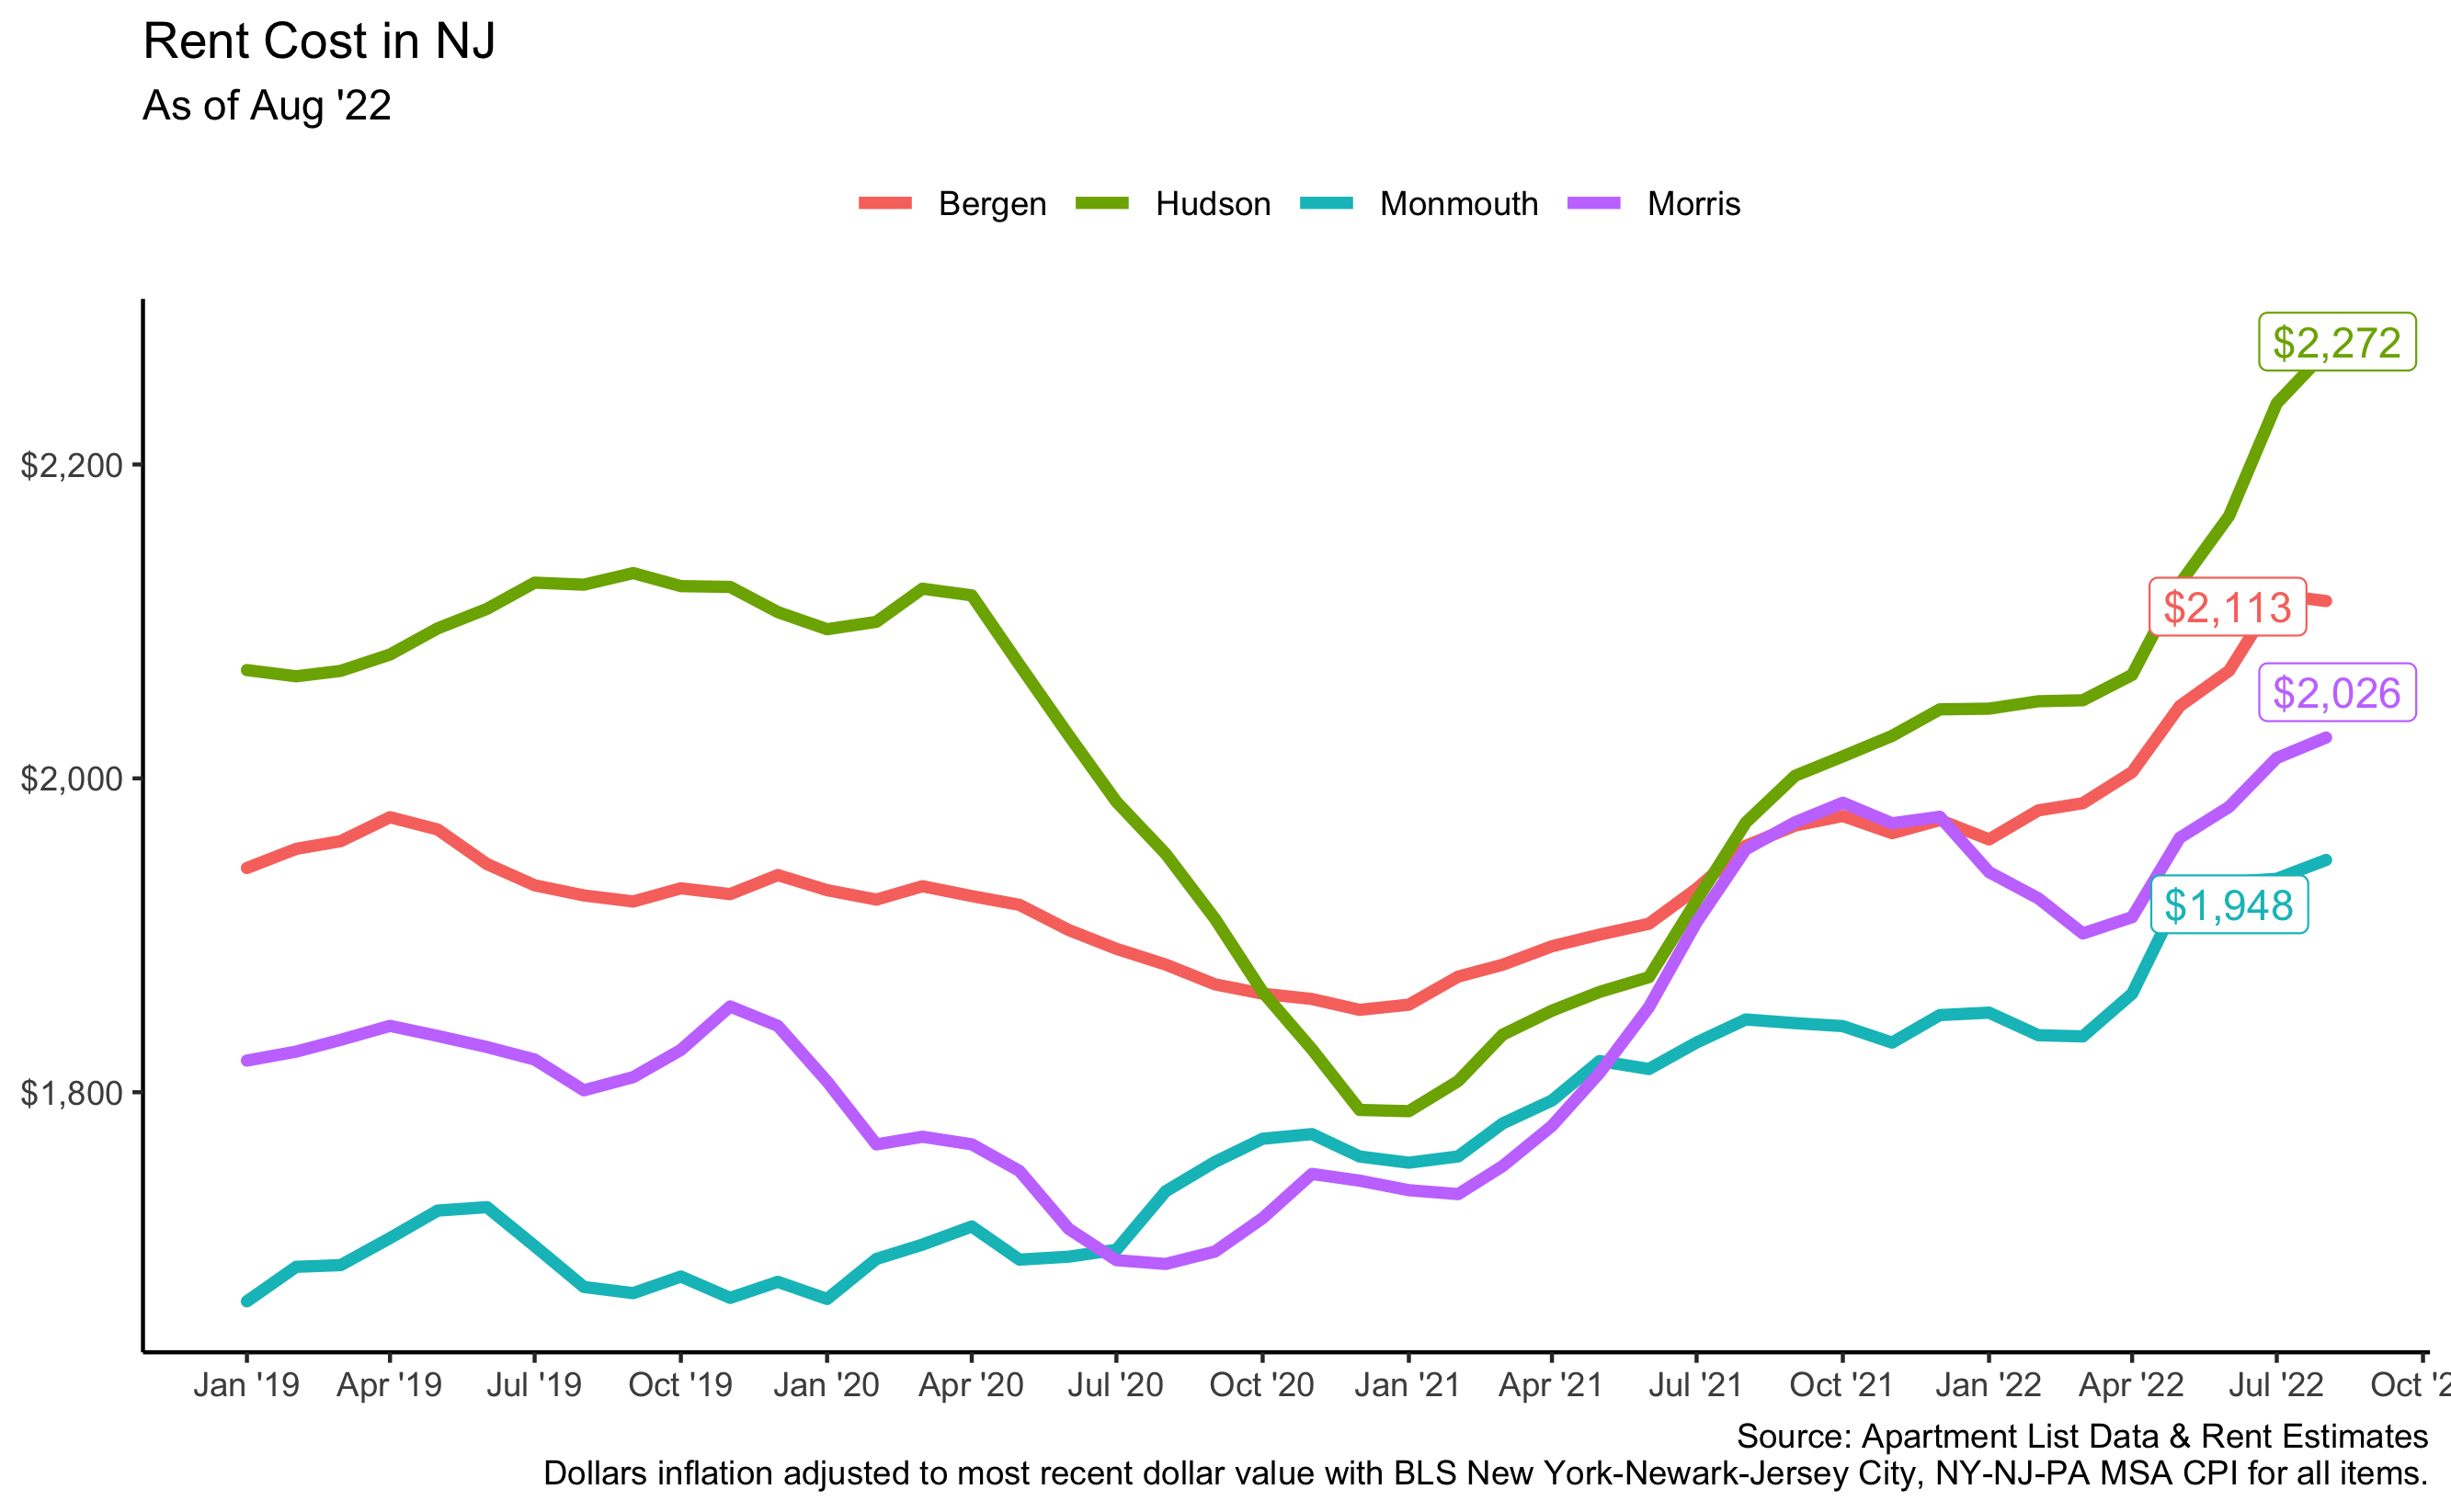 Rent Cost in NJ
As of Aug '22
Bergen Hudson Monmouth Morris
$2,272
$2,200
$2,113
$2,026
$2,000
$1,948
$1,800
Jan '19 Apr '19 Jul '19 Oct '19 Jan '20 Apr '20 Jul '20 Oct '20 Jan '21 Apr '21 Jul '21 Oct '21 Jan '22 Apr '22 Jul '22 Oct '2
Source: Apartment List Data & Rent Estimates
Dollars inflation adjusted to most recent dollar value with BLS New York-Newark-Jersey City, NY-NJ-PA MSA CPI for all items.